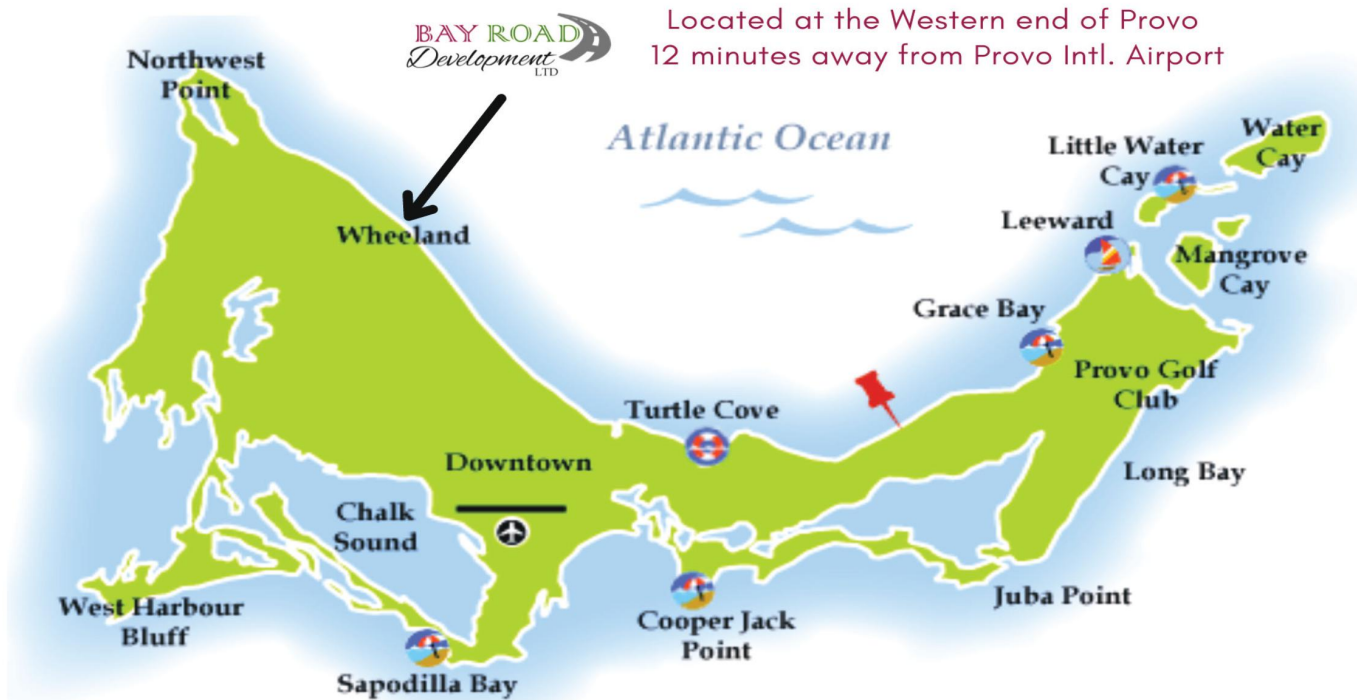 BAY ROAD
Development
LTD
Located at the Western end of Provo
12 minutes away from Provo Intl. Airport
Northwest
Point
Atlantic Ocean
Water
Cay
Little Water
Cay
Leeward
Wheeland
Mangrove
Cay
Grace Bay
Provo Golf
Club
Turtle Cove
Downtown
Long Bay
Chalk
Sound
West Harbour
Bluff
Juba Point
Cooper Jack
Point
Sapodilla Bay